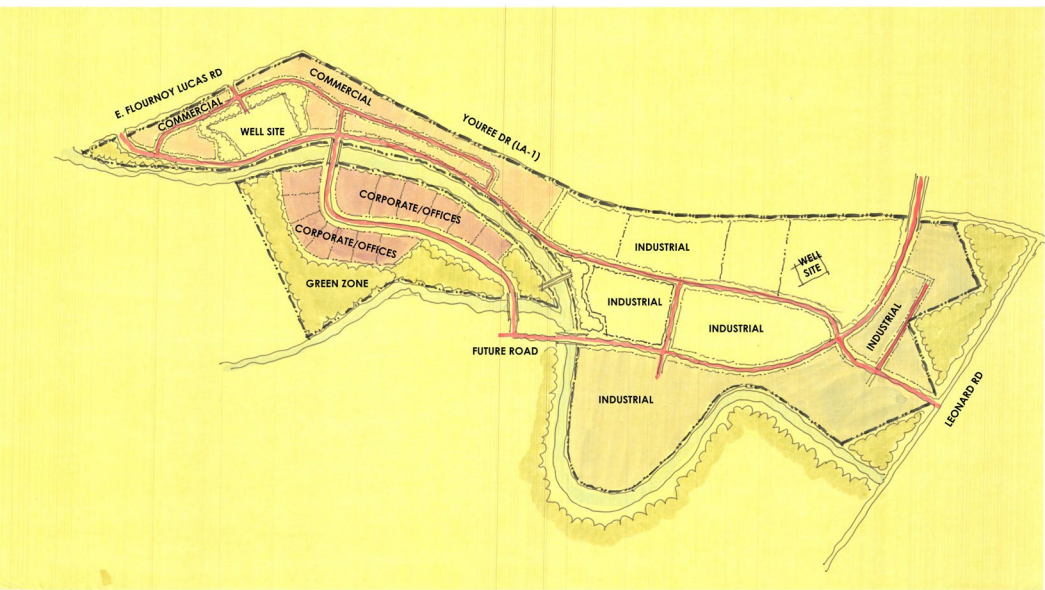 E. FLOURNOY LUCAS RD
COMMERCIAL
COMMERCIAL
WELL SITE
YOUREE DR (LA-1)
CORPORATE/OFFICES
CORPORATE/OFFICES
GREEN ZONE
INDUSTRIAL
WELL
SITE
INDUSTRIAL
INDUSTRIAL
INDUSTRIAL
FUTURE ROAD
INDUSTRIAL
LEONARD RD